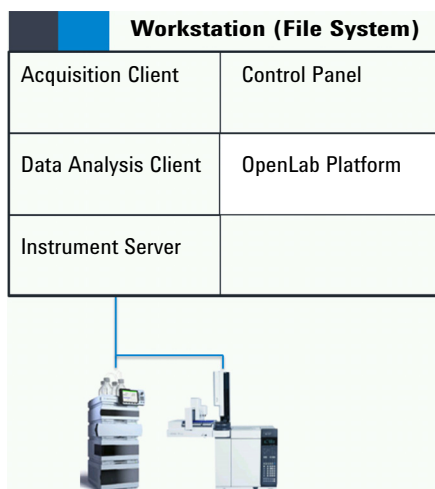 Workstation (File System)
Acquisition Client
Control Panel
Data Analysis Client
OpenLab Platform
Instrument Server